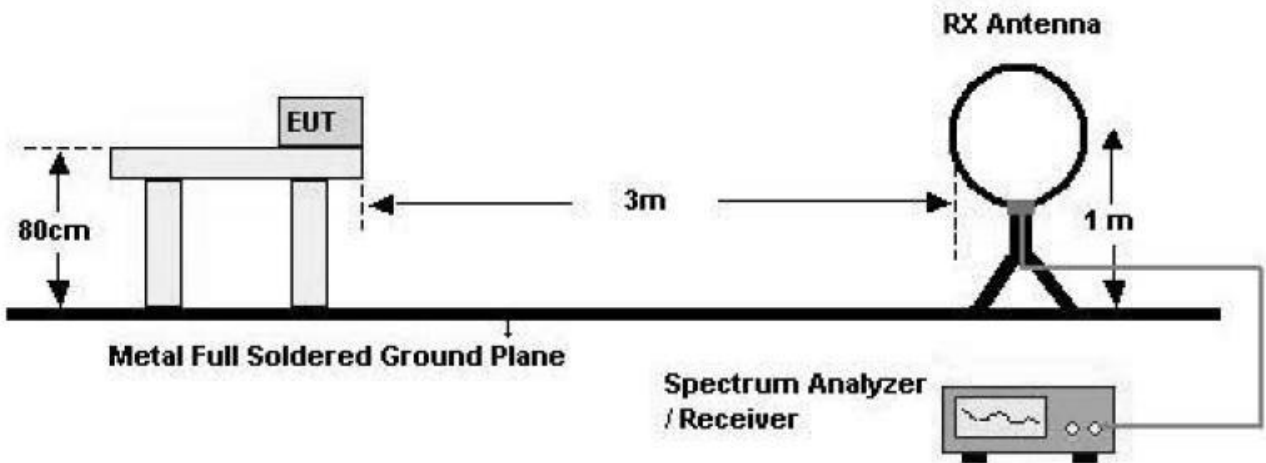 RX Antenna
EUT
3m
80cm
1 m
Metal Full Soldered Ground Plane
Spectrum Analyzer
/ Receiver